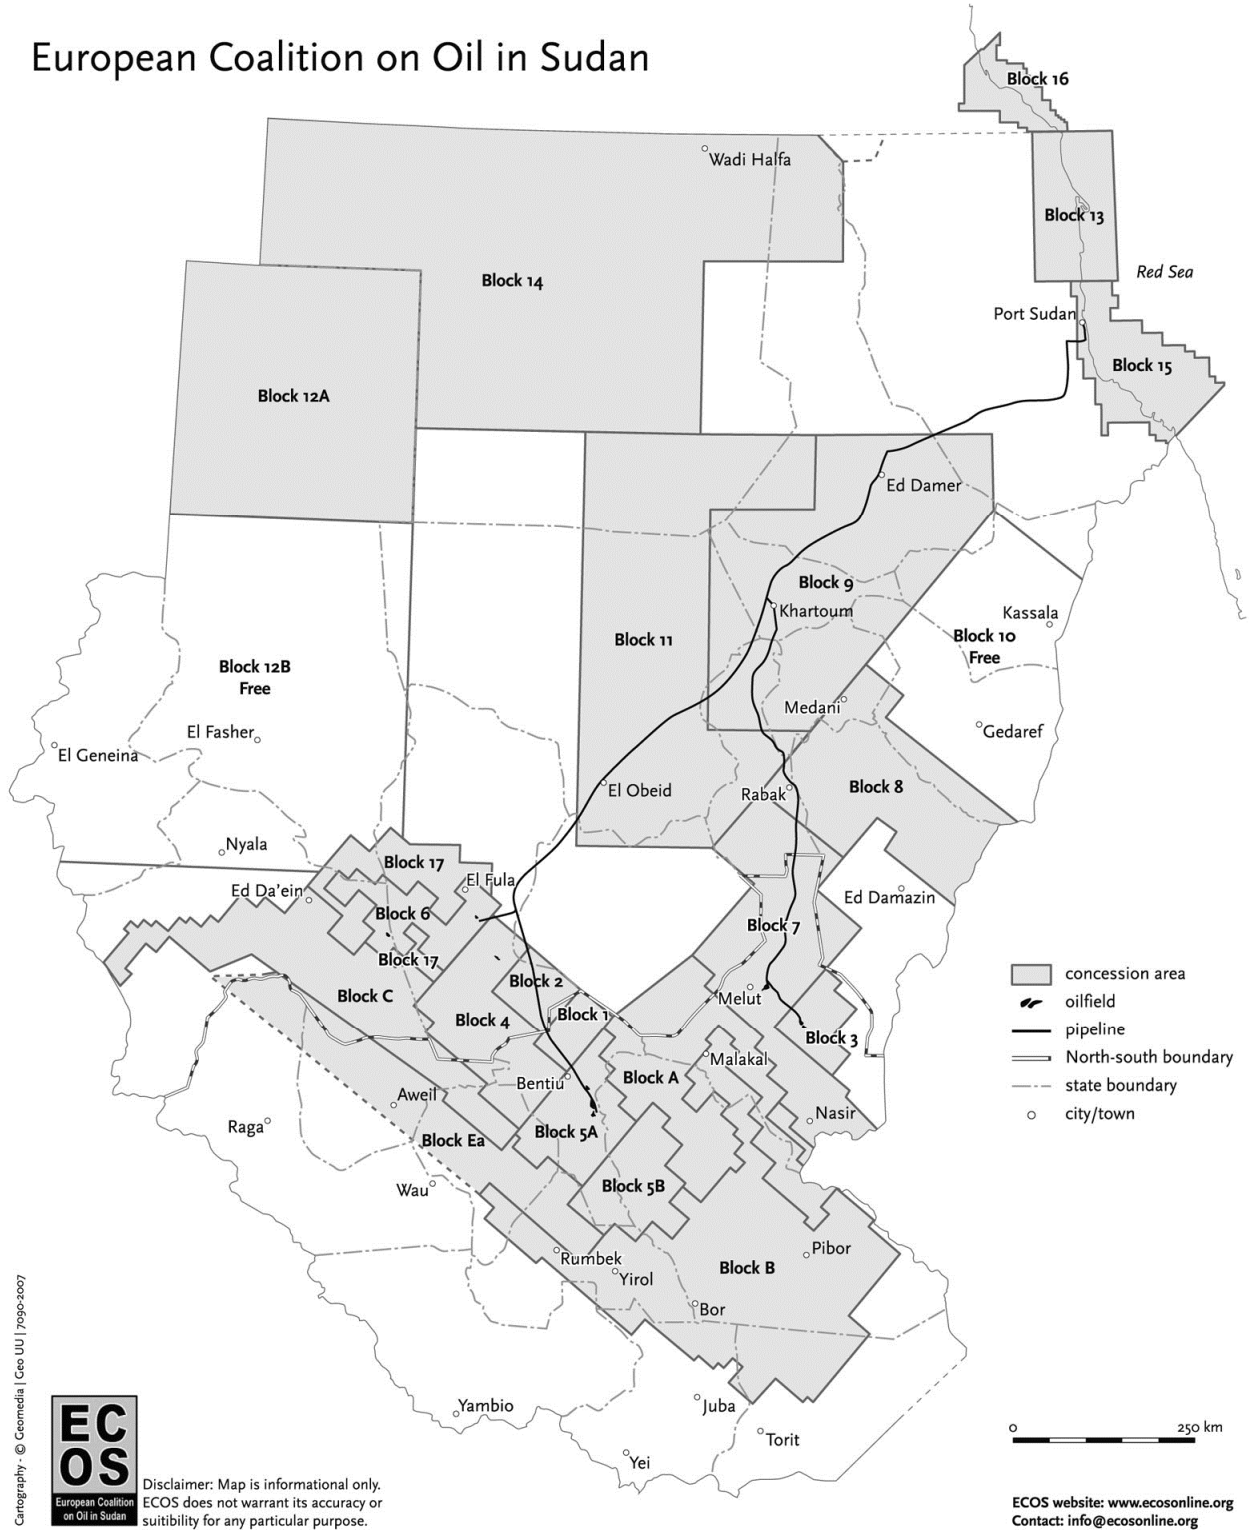 European Coalition on Oil in Sudan
Block 16
Wadi Halfa
Block 13
Red Sea
Block 14
Port Sudan
Block 15
Block 12A
Ed Damer
Block 9
Khartoum
Kassala
Block 10
Free
Block 11
Block 12B
Free
Medani
El Fasher
Gedaref
El Geneina
El Obeid
Rabak
Block 8
Nyala
Block 17
El Fula
Ed Da'ein
Ed Damazin
Block 6
Block 7
Block 17
Block 2
Block C
Melut
Block 1
Block 4
Block 3
Malakal
Block A
Bentiu
Aweil
Nasir
Raga
Block 5A
Block Ea
Wau
Block 5B
Pibor
Rumbek
Block B
Yirol
Bor
Yambio
Juba
Torit
Yei
concession area
oilfield
pipeline
North-south boundary
state boundary
city/town
0 250 km
Cartography - © Geomedia | Geo UU | 7090-2007
EC
OS
European Coalition
on Oil in Sudan
Disclaimer: Map is informational only.
ECOS does not warrant its accuracy or
suitibility for any particular purpose.
ECOS website: www.ecosonline.org
Contact: info@ecosonline.org